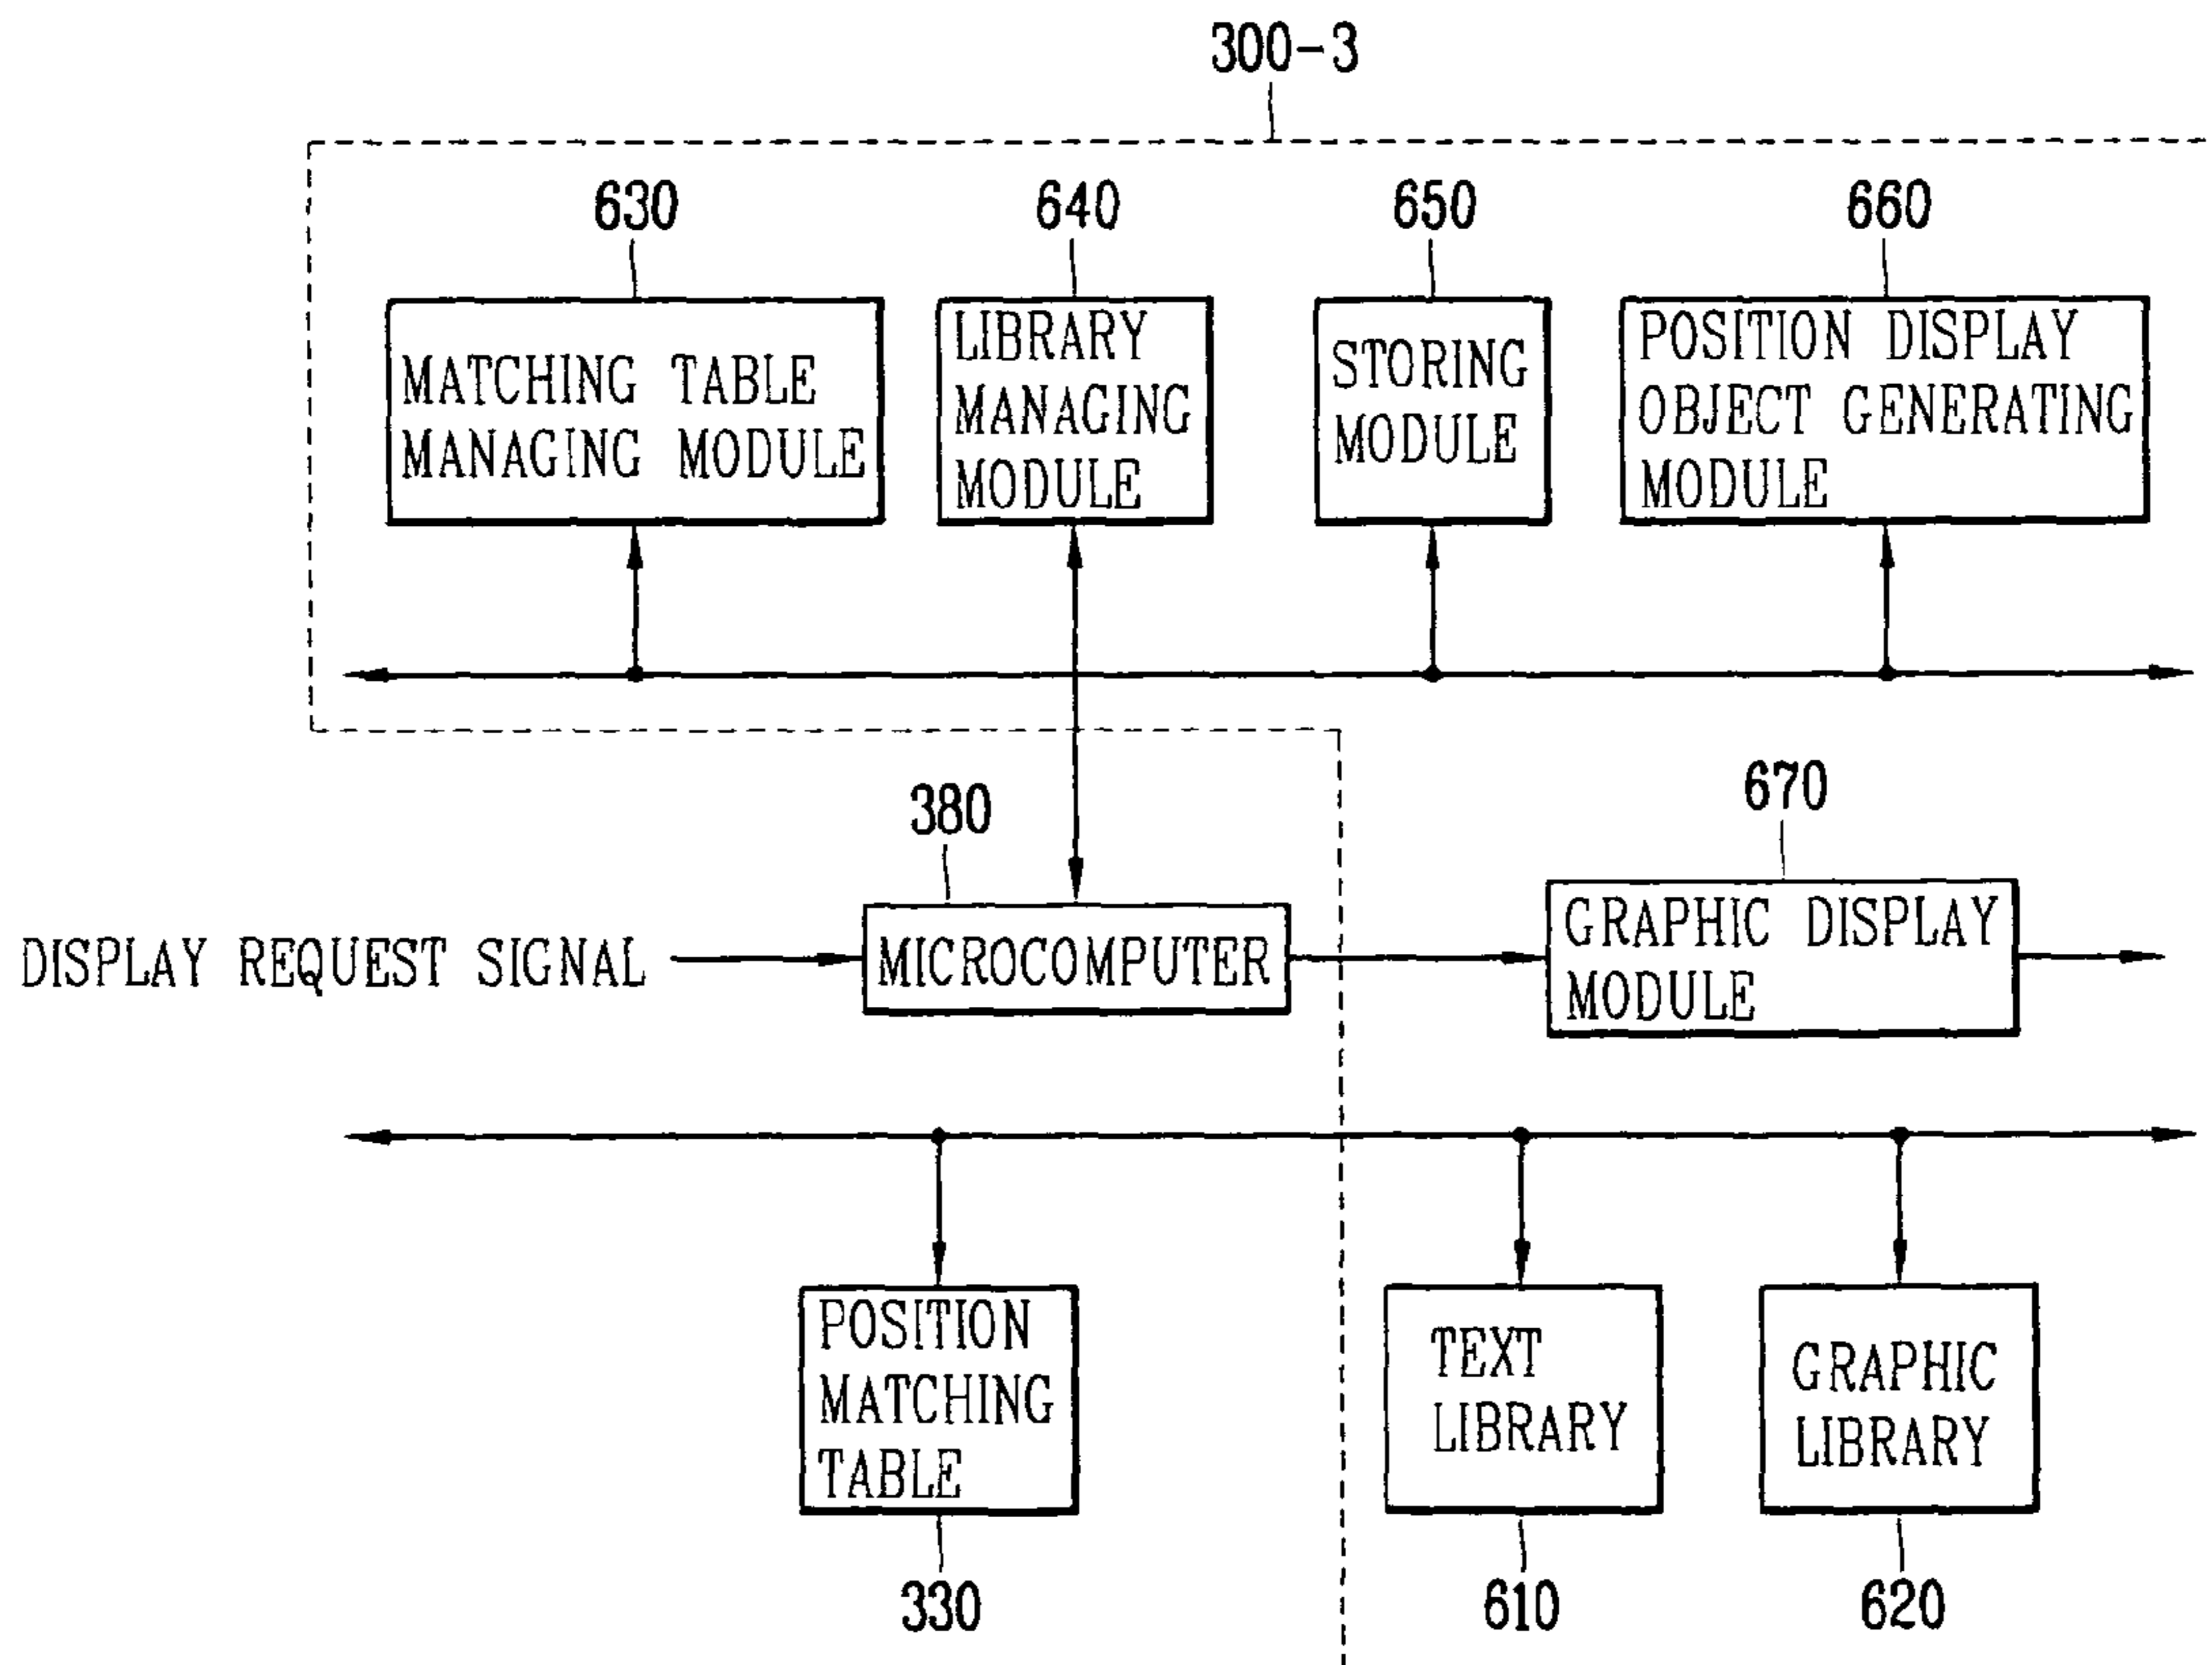 300-3
630
640
650
660
MATCHING TABLE
MANAGING MODULE
LIBRARY
MANAGING
MODULE
STORING
MODULE
POSITION DISPLAY
OBJECT GENERATING
MODULE
380
670
DISPLAY REQUEST SIGNAL
MICROCOMPUTER
GRAPHIC DISPLAY
MODULE
POSITION
MATCHING
TABLE
TEXT
LIBRARY
GRAPHIC
LIBRARY
330
610
620